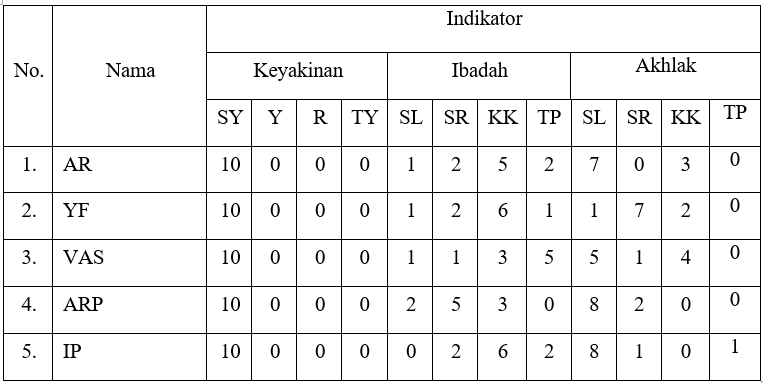 Indikator
No. Nama Keyakinan Ibadah Akhlak
SY Y R TY SL SR KK TP SL SR KK TP
1. AR 10 0 0 0 1 2 5 2 7 0 3 0
2. YF 10 0 0 0 1 2 6 1 1 7 2 0
3. VAS 10 0 0 0 1 1 3 5 5 1 4 0
4. ARP 10 0 0 0 2 5 3 0 8 2 0 0
5. IP 10 0 0 0 0 2 6 2 8 1 0 1